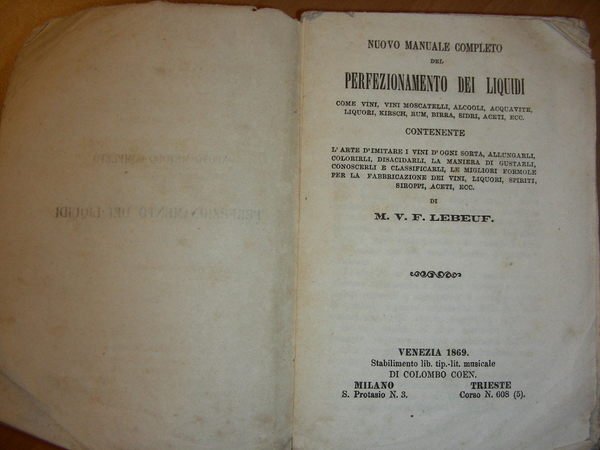 NUOVO MANUALE COMPLETO
DEL
PERFEZIONAMENTO DEI LIQUIDI
COME VINI, VINI MOSCATELLI, ALCOOLI, ACQUAVITE,
LIQUORI, KIRSCH, RUM, BIRRA, SIDRI, ACETI, ECC.
CONTENENTE
L'ARTE D'IMITARE I VINI D'OGNI SORTA, ALLUNGARLI,
COLORIRLI, DISACIDARLI, LA MANIERA DI GUSTARLI,
CONOSCERLI E CLASSIFICARLI, LE MIGLIORI FORMOLE
PER LA FABBRICAZIONE DEI VINI, LIQUORI, SPIRITI,
SIROPPI, ACETI, ECC.
DI
M. V. F. LEBEUF.
VENEZIA 1869.
Stabilimento lib. tip.-lit. musicale
DI COLOMBO COEN.
MILANO TRIESTE
S. Protasio N. 3. Corso N. 608 (5).